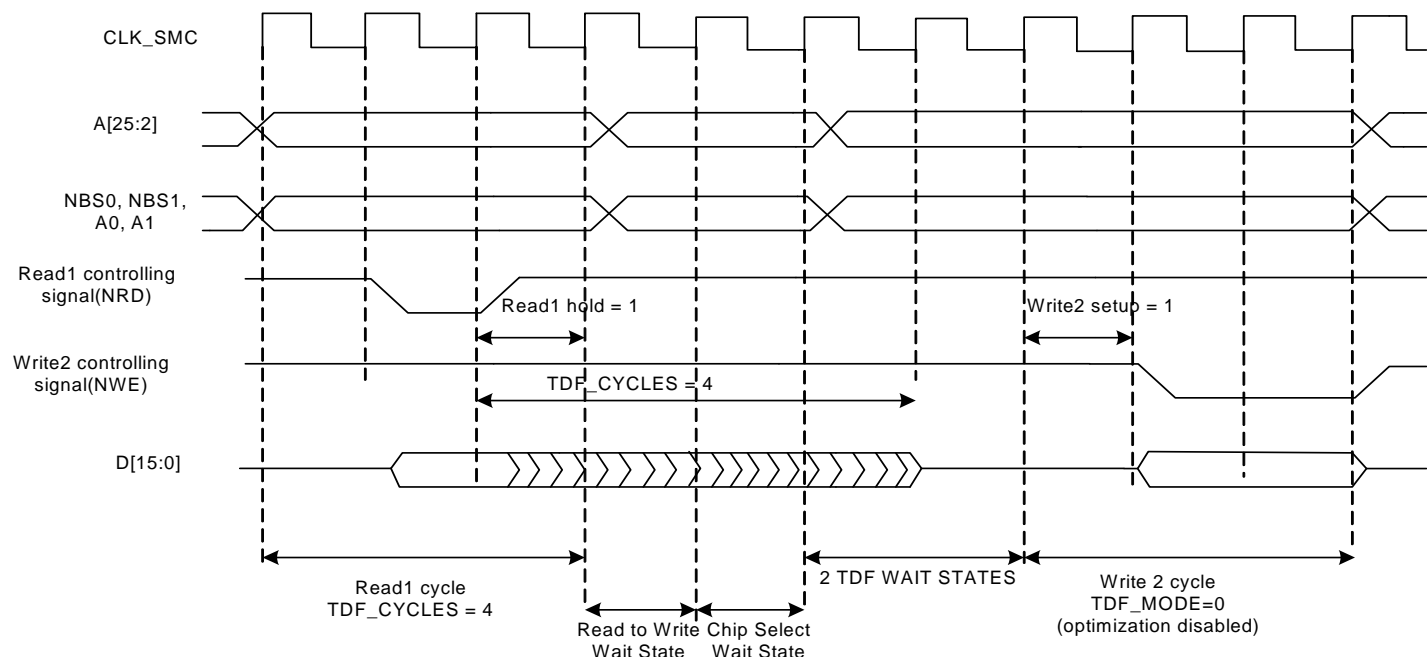 CLK_SMC
A[25:2]
NBS0, NBS1,
A0, A1
Read1 controlling
signal(NRD)
Read1 hold = 1
Write2 setup = 1
Write2 controlling
signal(NWE)
TDF_CYCLES = 4
D[15:0]
Read1 cycle
TDF_CYCLES = 4
2 TDF WAIT STATES
Write 2 cycle
TDF_MODE=0
(optimization disabled)
Read to Write
Wait State
Chip Select
Wait State